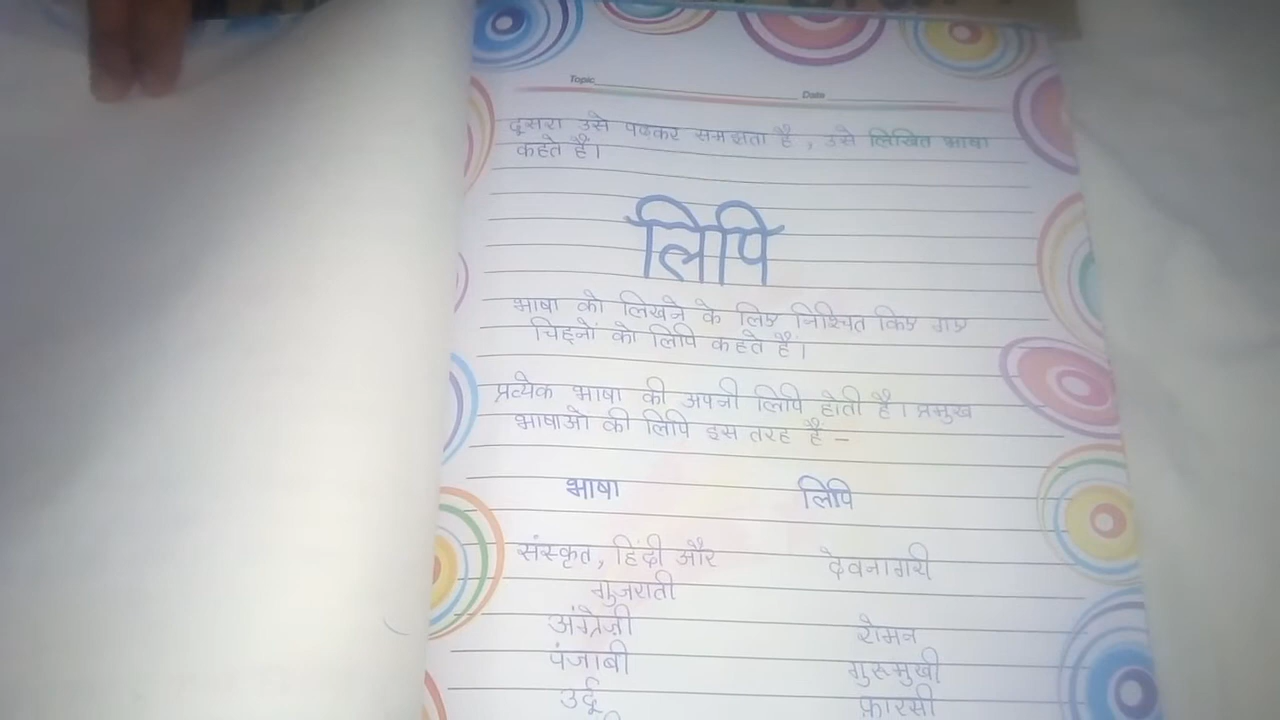 Topic
Date
दूसरा उसे पढ़कर समझता है, उसे लिखित भाषा
कहते हैं।
लिपि
भाषा को लिखने के लिए निश्चित किए गए
चिह्नों को लिपि कहते हैं।
प्रत्येक भाषा की अपनी लिपि होती है। प्रमुख
भाषाओं की लिपि इस तरह है –
भाषा लिपि
संस्कृत, हिंदी और देवनागरी
गुजराती
अंग्रेज़ी रोमन
पंजाबी गुरुमुखी
उर्दू फ़ारसी